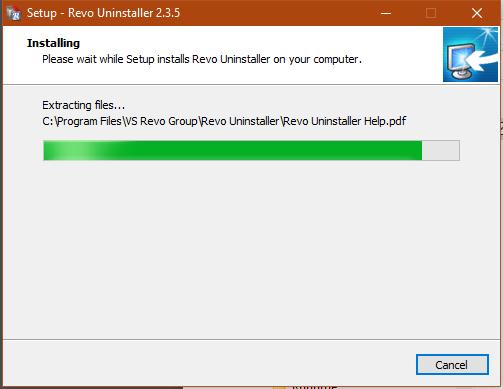 Setup - Revo Uninstaller 2.3.5
Installing
Please wait while Setup installs Revo Uninstaller on your computer.
Extracting files...
C:\Program Files\VS Revo Group\Revo Uninstaller\Revo Uninstaller Help.pdf
Cancel